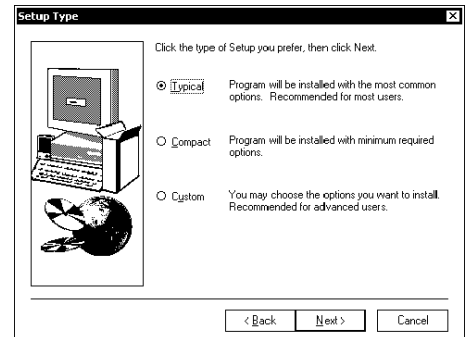 Setup Type
Click the type of Setup you prefer, then click Next.
Typical
Program will be installed with the most common
options. Recommended for most users.
Compact
Program will be installed with minimum required
options.
Custom
You may choose the options you want to install.
Recommended for advanced users.
< Back
Next >
Cancel